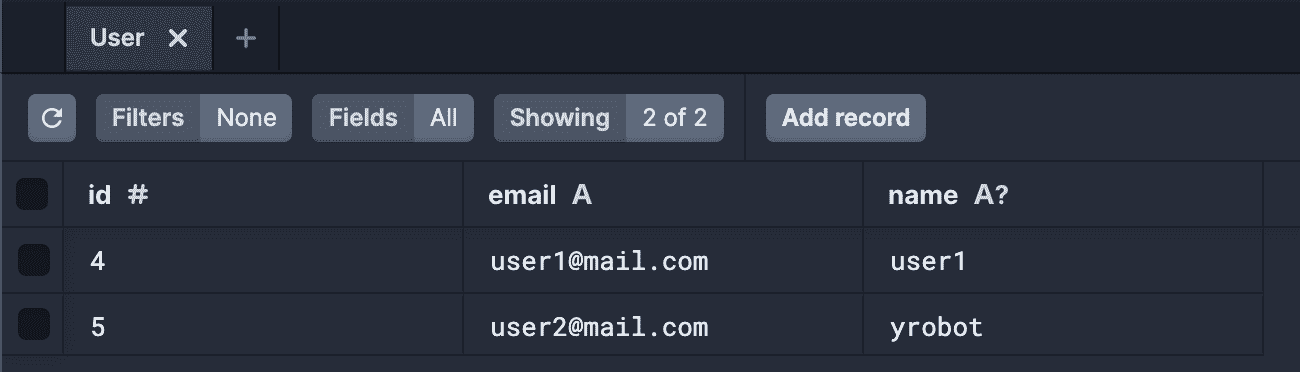 User ✕ +
Filters None Fields All Showing 2 of 2 Add record
id # email A name A?
4 user1@mail.com user1
5 user2@mail.com yrobot